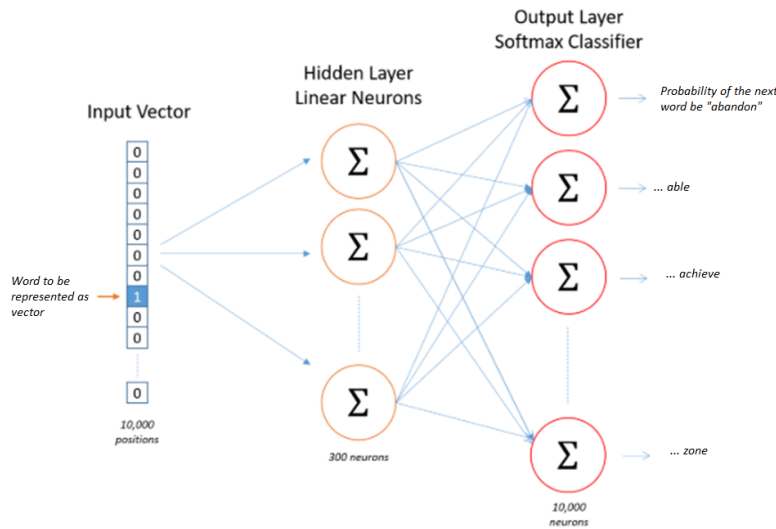 Output Layer
Softmax Classifier
Hidden Layer
Linear Neurons
Input Vector
0
0
0
0
0
0
0
1
0
0
0
Word to be
represented as
vector
10,000
positions
Σ
Σ
Σ
300 neurons
Σ
Σ
Σ
Σ
10,000
neurons
Probability of the next
word be "abandon"
... able
... achieve
... zone